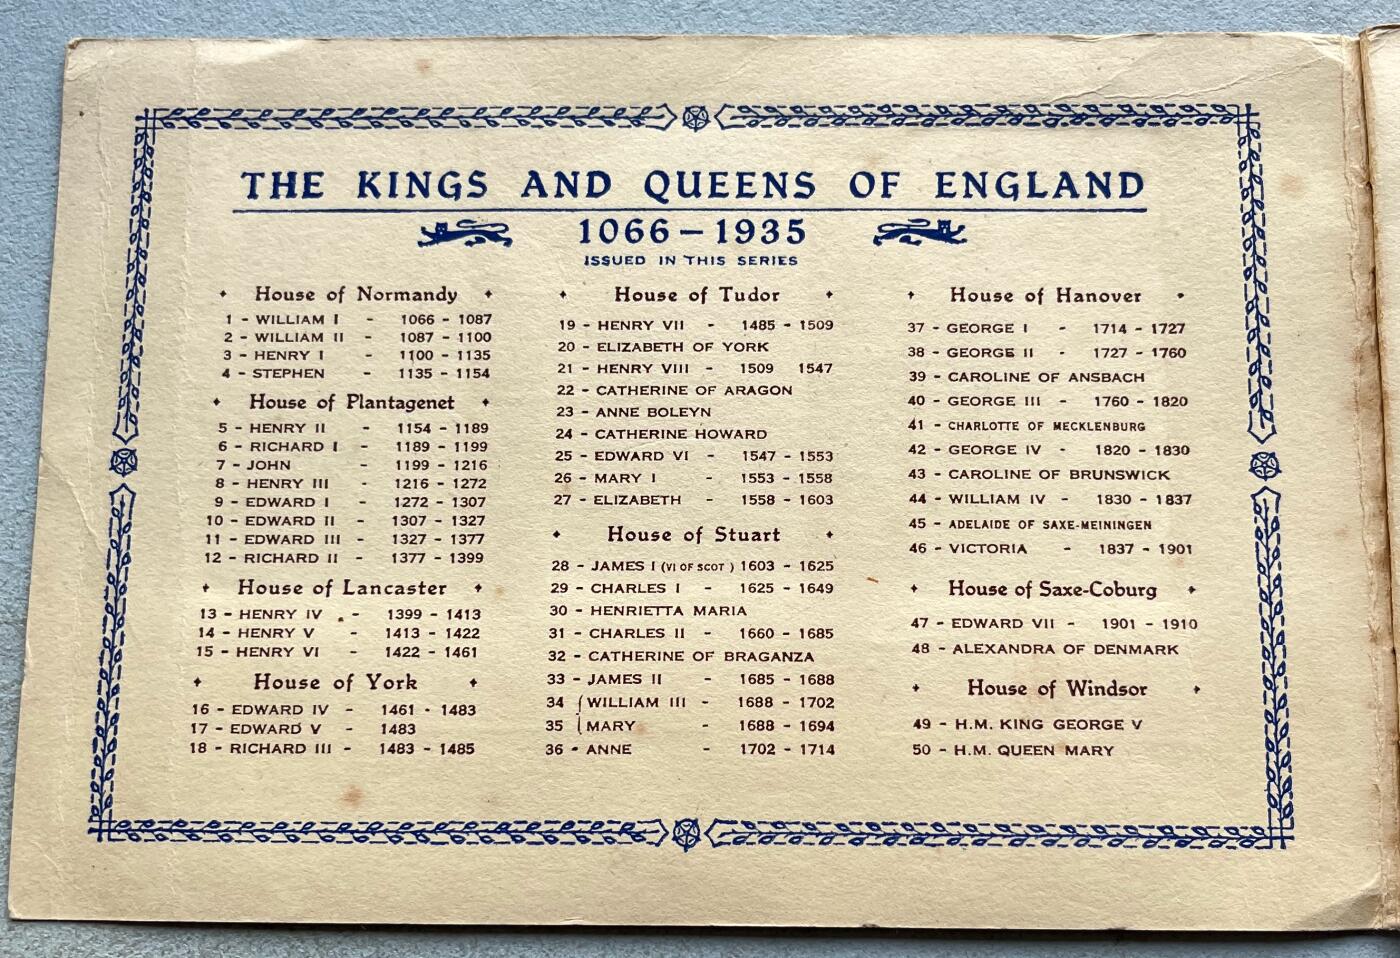 THE KINGS AND QUEENS OF ENGLAND
1066 – 1935
ISSUED IN THIS SERIES
House of Normandy
1 - WILLIAM I - 1066 - 1087
2 - WILLIAM II - 1087 - 1100
3 - HENRY I - 1100 - 1135
4 - STEPHEN - 1135 - 1154
House of Plantagenet
5 - HENRY II - 1154 - 1189
6 - RICHARD I - 1189 - 1199
7 - JOHN - 1199 - 1216
8 - HENRY III - 1216 - 1272
9 - EDWARD I - 1272 - 1307
10 - EDWARD II - 1307 - 1327
11 - EDWARD III - 1327 - 1377
12 - RICHARD II - 1377 - 1399
House of Lancaster
13 - HENRY IV - 1399 - 1413
14 - HENRY V - 1413 - 1422
15 - HENRY VI - 1422 - 1461
House of York
16 - EDWARD IV - 1461 - 1483
17 - EDWARD V - 1483
18 - RICHARD III - 1483 - 1485
House of Tudor
19 - HENRY VII - 1485 - 1509
20 - ELIZABETH OF YORK
21 - HENRY VIII - 1509 1547
22 - CATHERINE OF ARAGON
23 - ANNE BOLEYN
24 - CATHERINE HOWARD
25 - EDWARD VI - 1547 - 1553
26 - MARY I - 1553 - 1558
27 - ELIZABETH - 1558 - 1603
House of Stuart
28 - JAMES I (VI OF SCOT ) 1603 - 1625
29 - CHARLES I - 1625 - 1649
30 - HENRIETTA MARIA
31 - CHARLES II - 1660 - 1685
32 - CATHERINE OF BRAGANZA
33 - JAMES II - 1685 - 1688
34 (WILLIAM III - 1688 - 1702
35 (MARY - 1688 - 1694
36 - ANNE - 1702 - 1714
House of Hanover
37 - GEORGE I - 1714 - 1727
38 - GEORGE II - 1727 - 1760
39 - CAROLINE OF ANSBACH
40 - GEORGE III - 1760 - 1820
41 - CHARLOTTE OF MECKLENBURG
42 - GEORGE IV - 1820 - 1830
43 - CAROLINE OF BRUNSWICK
44 - WILLIAM IV - 1830 - 1837
45 - ADELAIDE OF SAXE-MEININGEN
46 - VICTORIA - 1837 - 1901
House of Saxe-Coburg
47 - EDWARD VII - 1901 - 1910
48 - ALEXANDRA OF DENMARK
House of Windsor
49 - H.M. KING GEORGE V
50 - H.M. QUEEN MARY